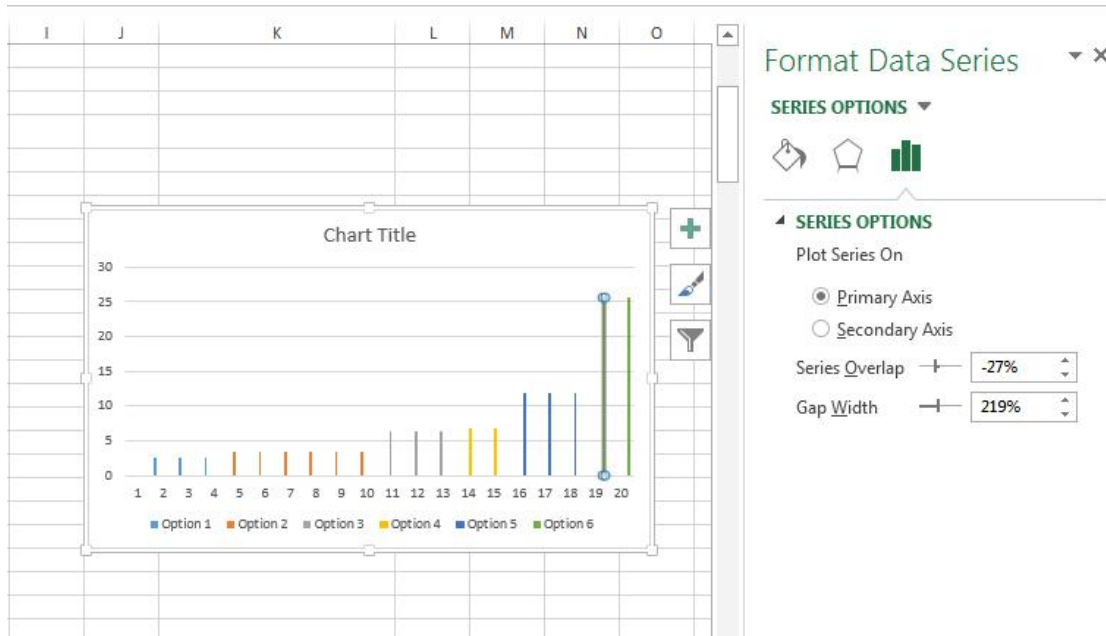 I J K L M N O
Format Data Series
SERIES OPTIONS
SERIES OPTIONS
Plot Series On
Primary Axis
Secondary Axis
Series Overlap -27%
Gap Width 219%
Chart Title
30
25
20
15
10
5
0
1 2 3 4 5 6 7 8 9 10 11 12 13 14 15 16 17 18 19 20
Option 1 Option 2 Option 3 Option 4 Option 5 Option 6